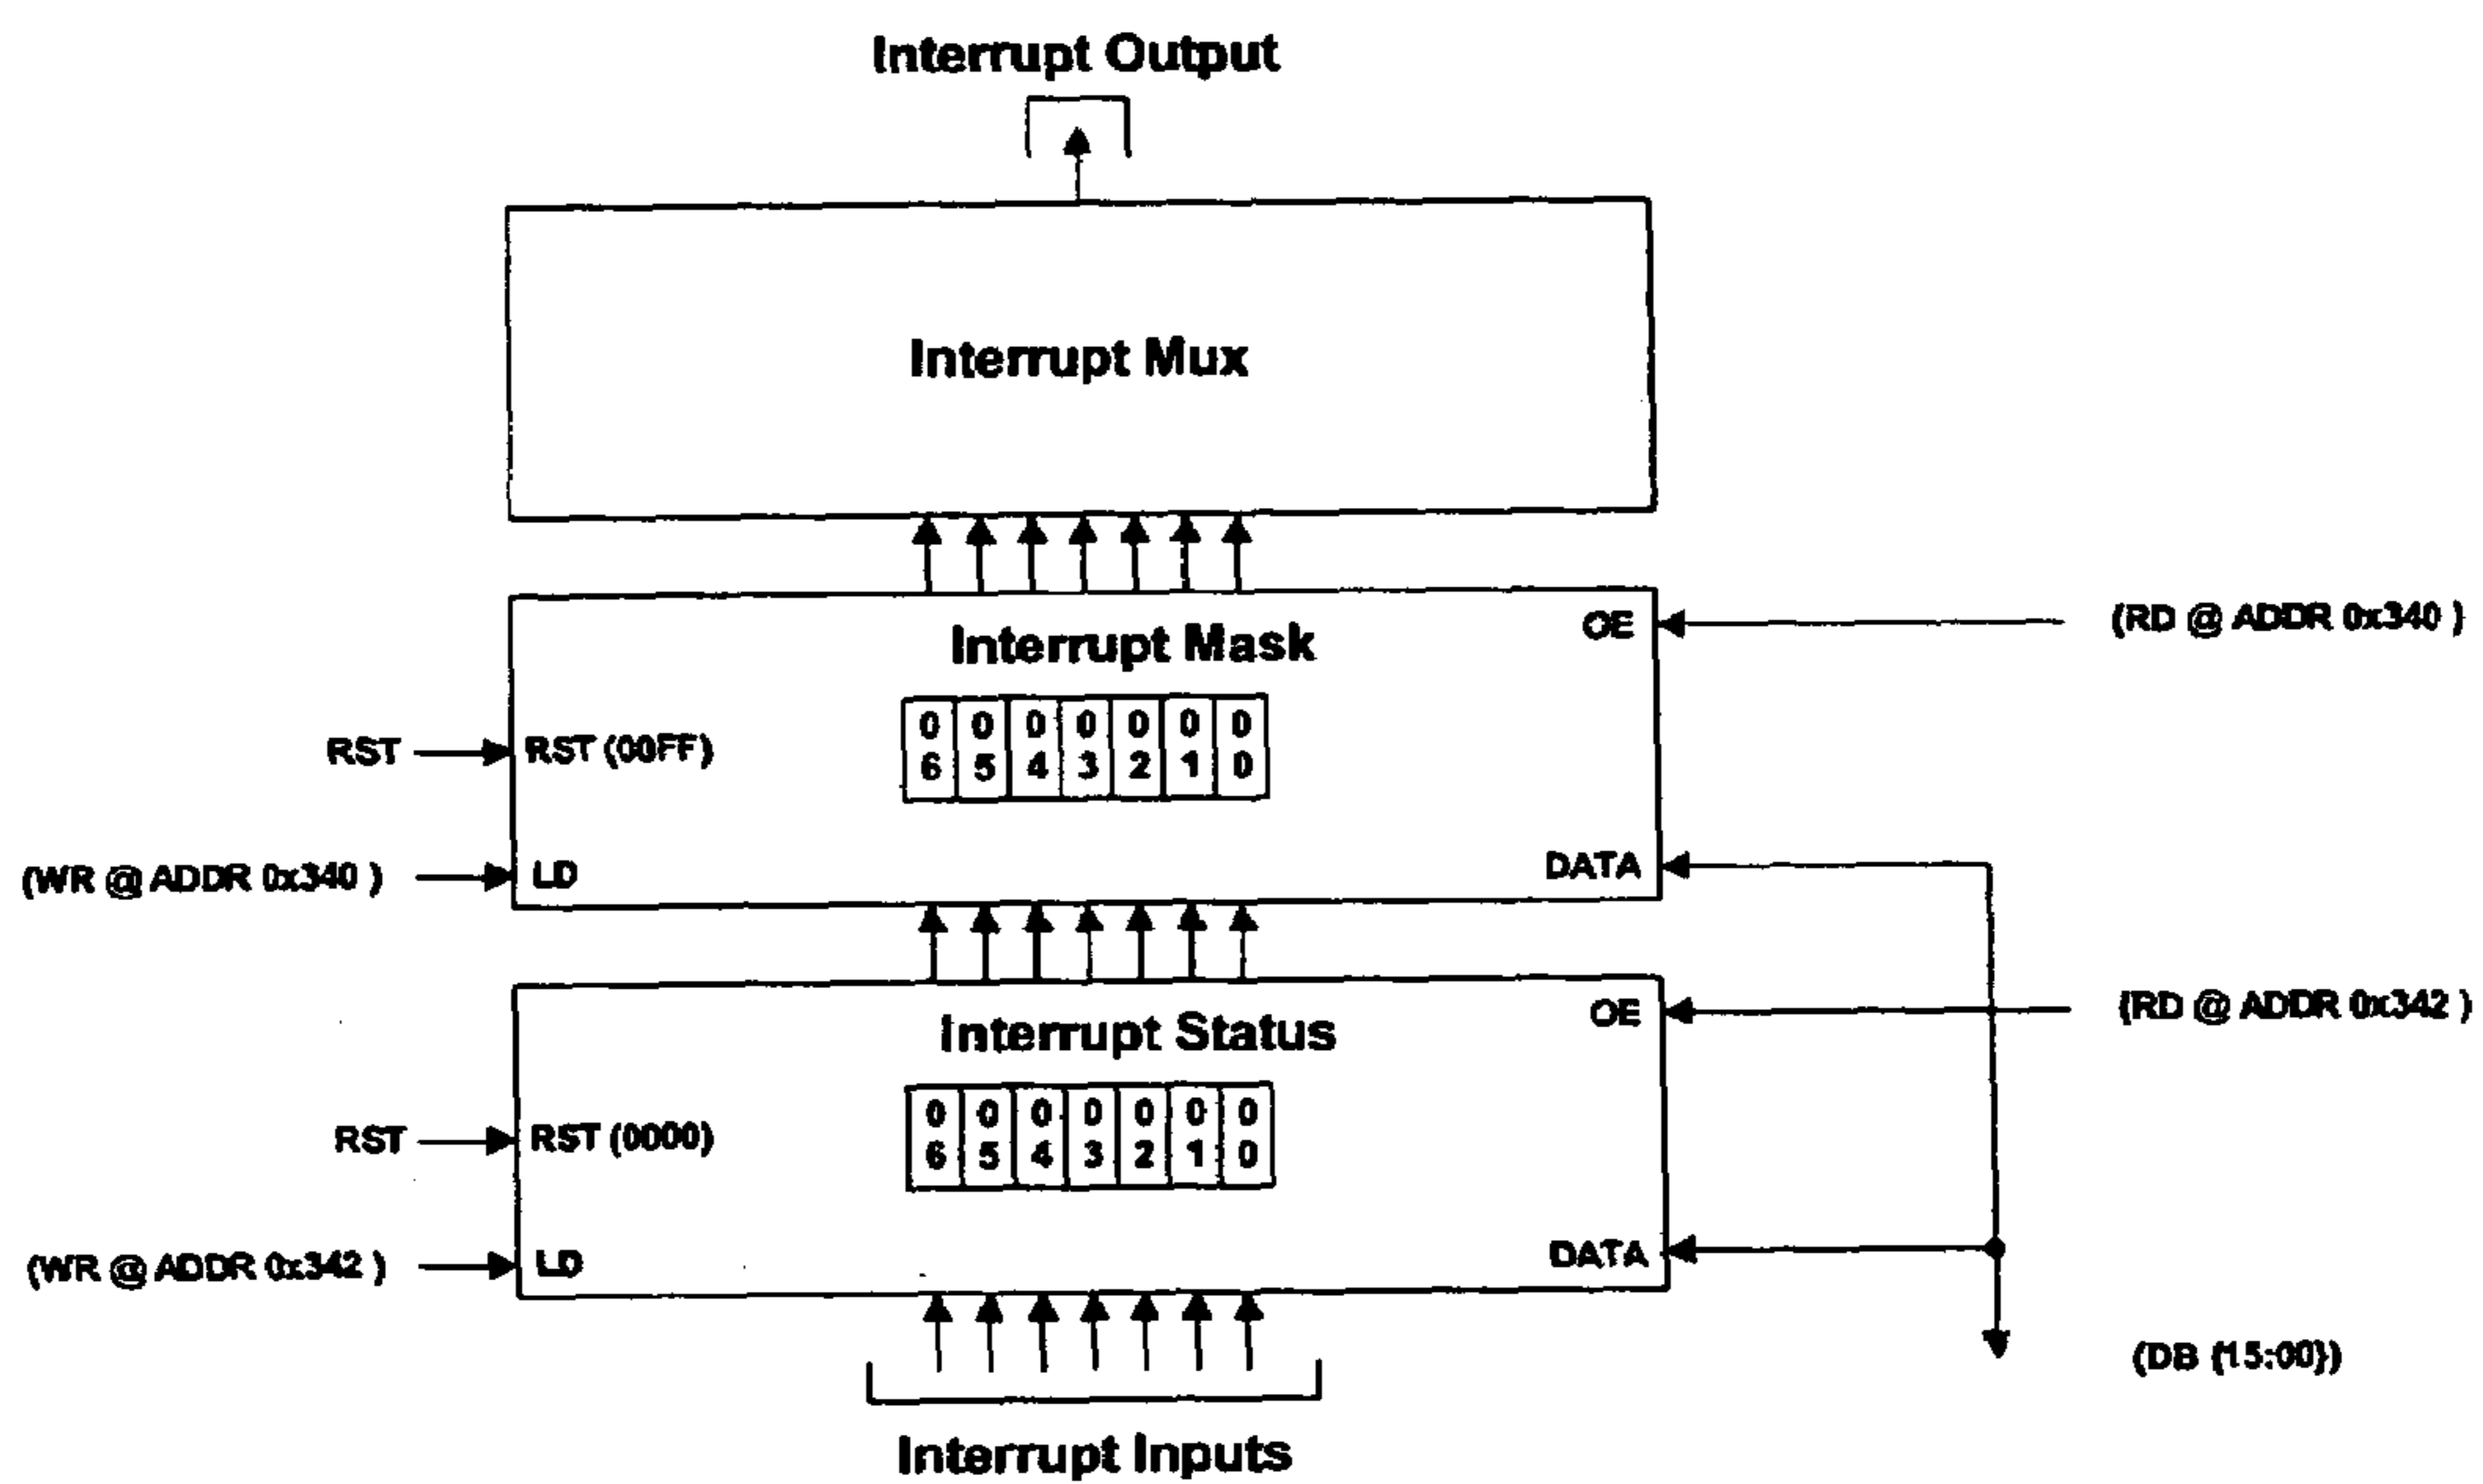 Interrupt Output
Interrupt Mux
Interrupt Mask
OE
(RD @ ADDR 0x340 )
0 0 0 0 0 0 0
6 5 4 3 2 1 0
RST
RST (00FF)
(WR @ ADDR 0x340 )
LD
DATA
Interrupt Status
OE
(RD @ ADDR 0x342 )
0 0 0 0 0 0 0
6 5 4 3 2 1 0
RST
RST (0000)
(WR @ ADDR 0x342 )
LD
DATA
(DB {15:00})
Interrupt Inputs